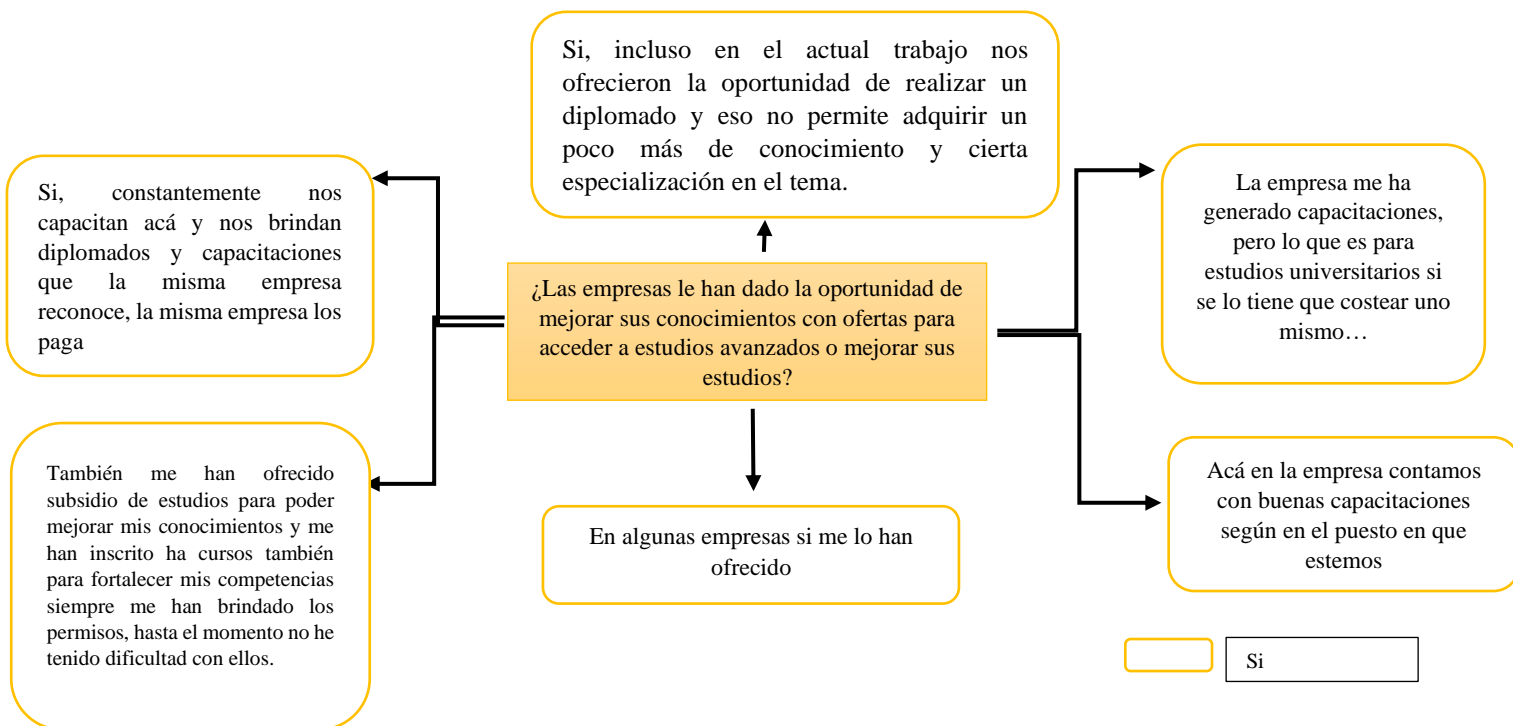 Si, incluso en el actual trabajo nos
ofrecieron la oportunidad de realizar un
diplomado y eso no permite adquirir un
poco más de conocimiento y cierta
especialización en el tema.
Si, constantemente nos
capacitan acá y nos brindan
diplomados y capacitaciones
que la misma empresa
reconoce, la misma empresa los
paga
La empresa me ha
generado capacitaciones,
pero lo que es para
estudios universitarios si
se lo tiene que costear uno
mismo…
¿Las empresas le han dado la oportunidad de
mejorar sus conocimientos con ofertas para
acceder a estudios avanzados o mejorar sus
estudios?
También me han ofrecido
subsidio de estudios para poder
mejorar mis conocimientos y me
han inscrito ha cursos también
para fortalecer mis competencias
siempre me han brindado los
permisos, hasta el momento no he
tenido dificultad con ellos.
En algunas empresas si me lo han
ofrecido
Acá en la empresa contamos
con buenas capacitaciones
según en el puesto en que
estemos
Si